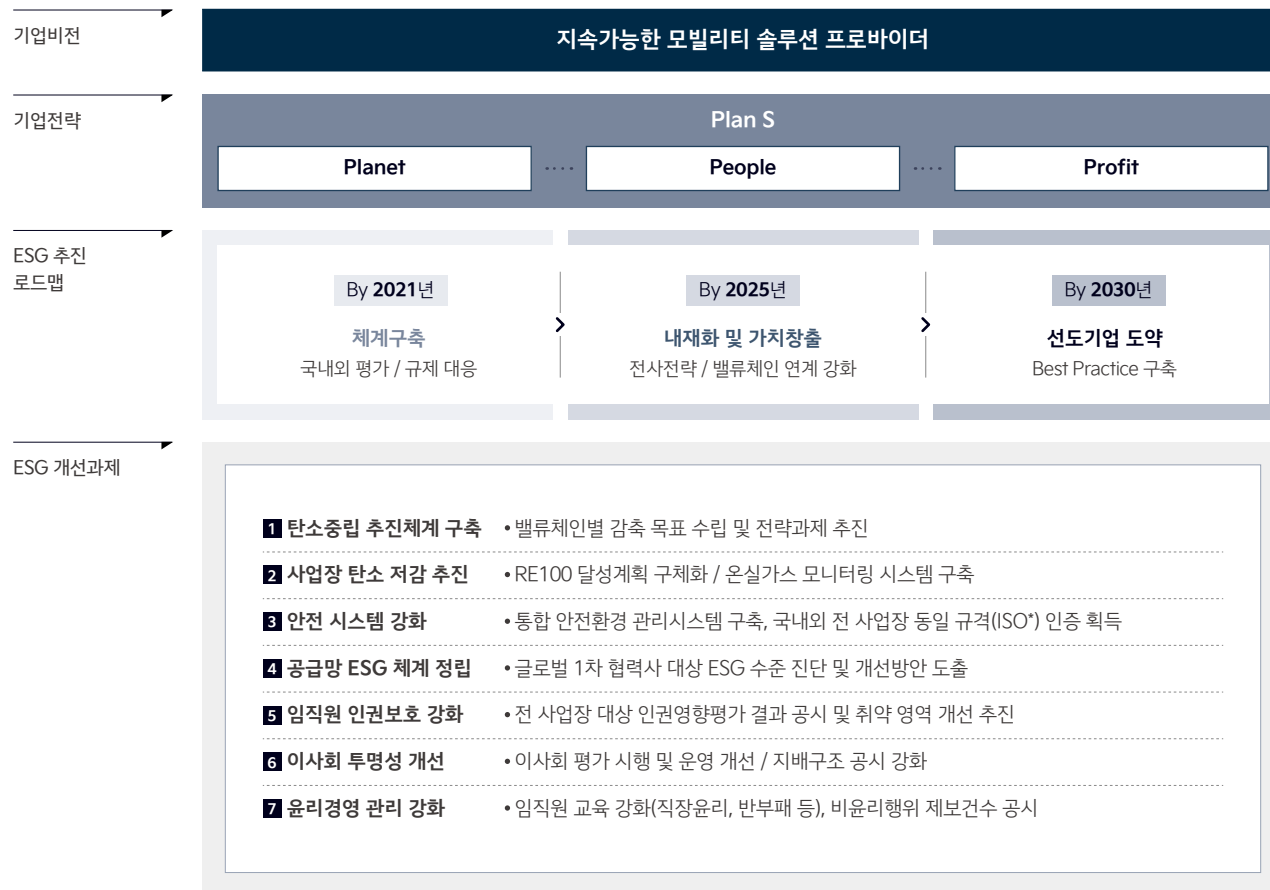 기업비전
지속가능한 모빌리티 솔루션 프로바이더
기업전략
Plan S
Planet
People
Profit
ESG 추진
로드맵
By 2021년
체계구축
국내외 평가 / 규제 대응
By 2025년
내재화 및 가치창출
전사전략 / 밸류체인 연계 강화
By 2030년
선도기업 도약
Best Practice 구축
ESG 개선과제
1 탄소중립 추진체계 구축 • 밸류체인별 감축 목표 수립 및 전략과제 추진
2 사업장 탄소 저감 추진 • RE100 달성계획 구체화 / 온실가스 모니터링 시스템 구축
3 안전 시스템 강화 • 통합 안전환경 관리시스템 구축, 국내외 전 사업장 동일 규격(ISO*) 인증 획득
4 공급망 ESG 체계 정립 • 글로벌 1차 협력사 대상 ESG 수준 진단 및 개선방안 도출
5 임직원 인권보호 강화 • 전 사업장 대상 인권영향평가 결과 공시 및 취약 영역 개선 추진
6 이사회 투명성 개선 • 이사회 평가 시행 및 운영 개선 / 지배구조 공시 강화
7 윤리경영 관리 강화 • 임직원 교육 강화(직장윤리, 반부패 등), 비윤리행위 제보건수 공시